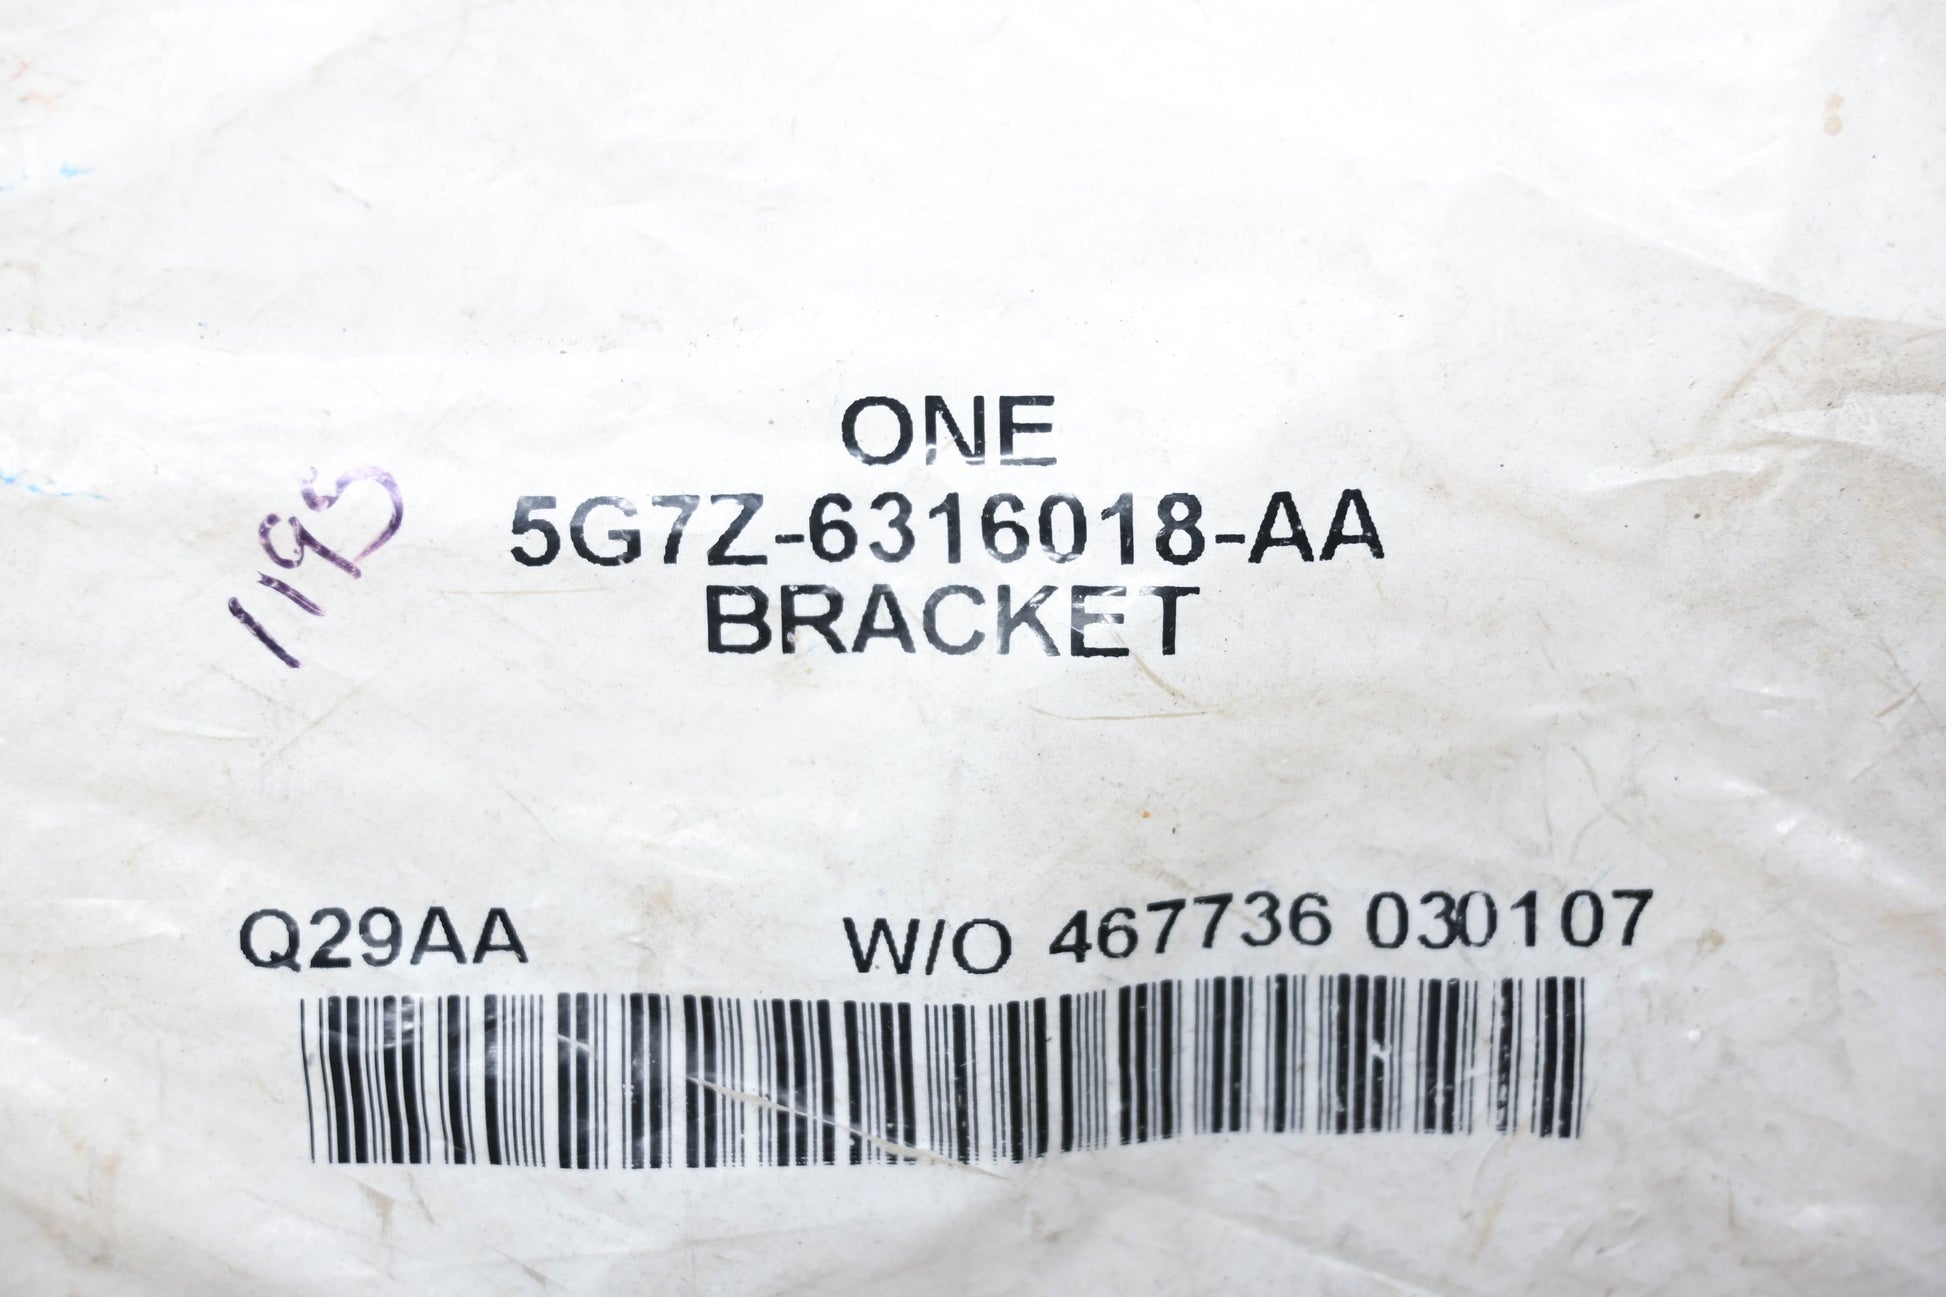 ONE
5G7Z-6316018-AA
BRACKET
1195
Q29AA W/O 467736 030107